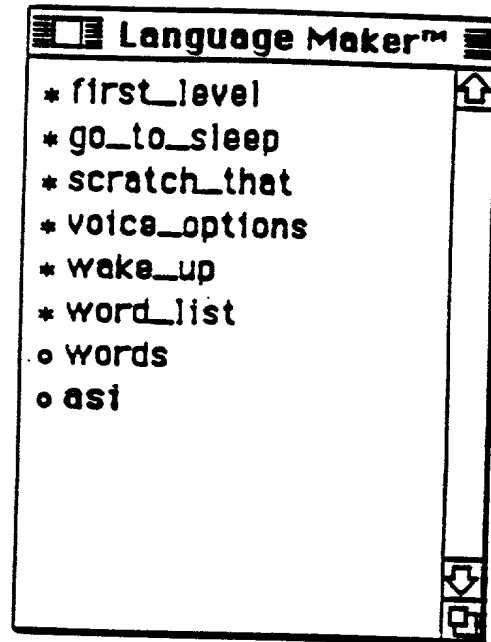 Language Maker™
* first_level
* go_to_sleep
* scratch_that
* voice_options
* wake_up
* word_list
o words
o asi